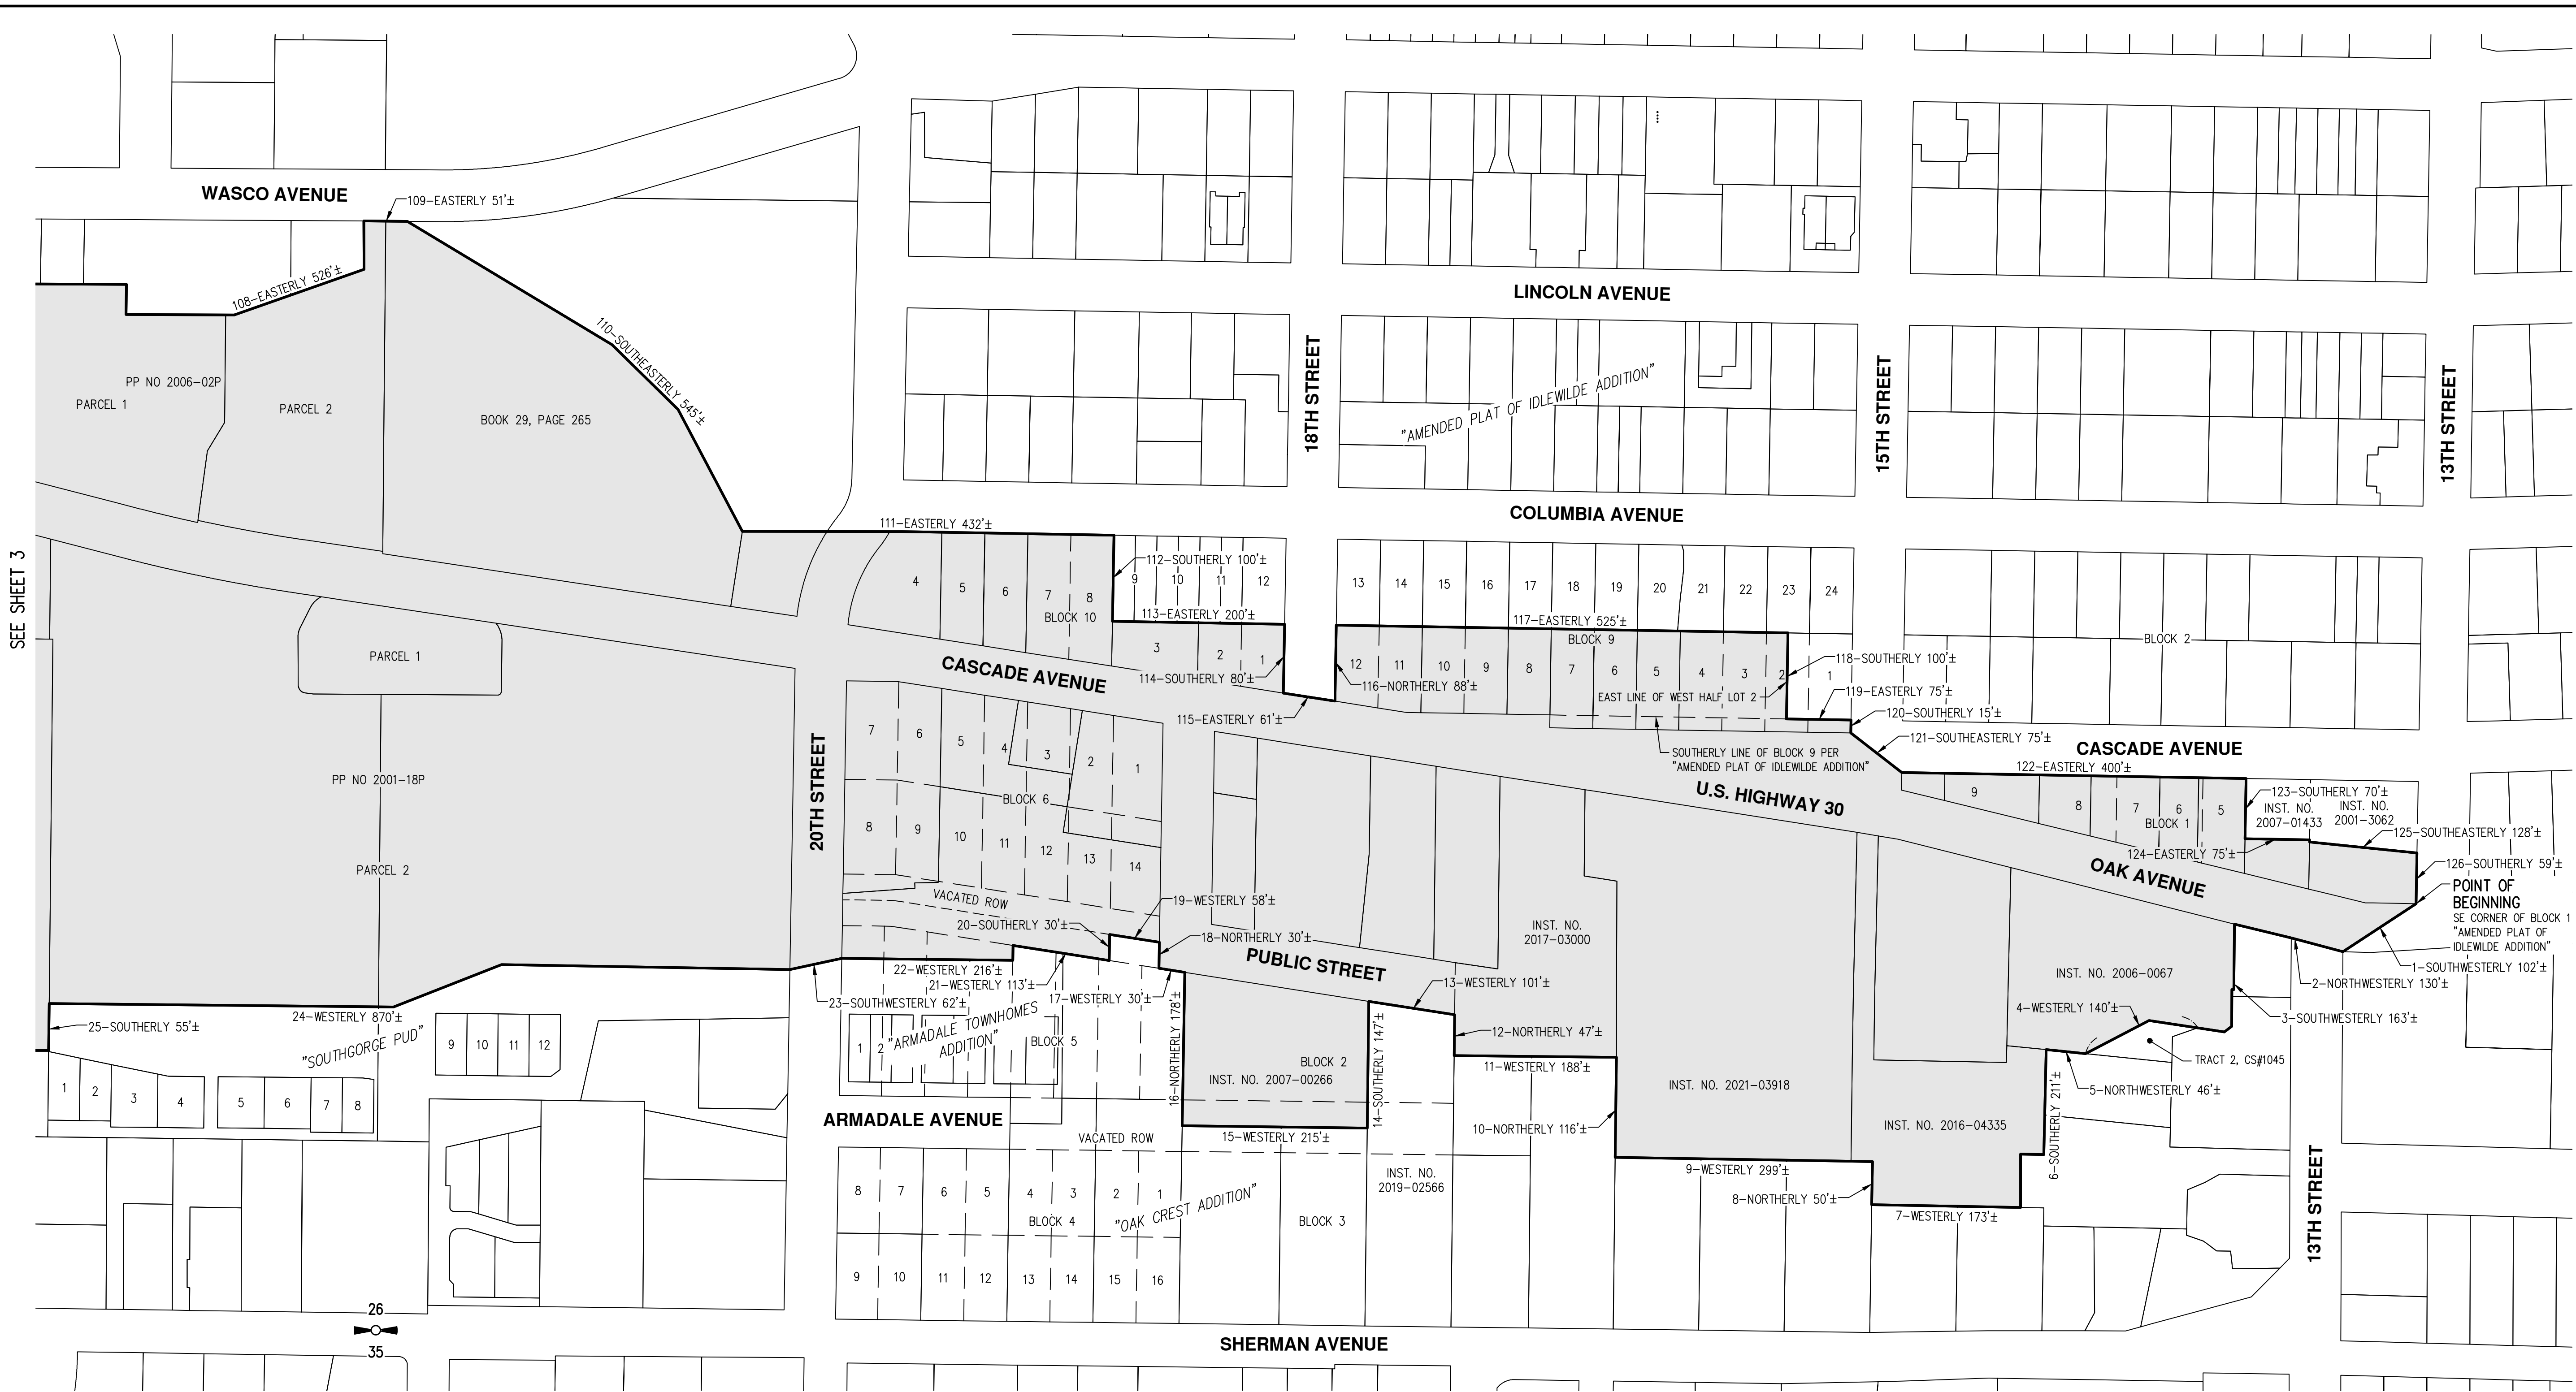 WASCO AVENUE
109-EASTERLY 51'±
108-EASTERLY 526'±
110-SOUTHEASTERLY 545'±
PP NO 2006-02P
PARCEL 1
PARCEL 2
BOOK 29, PAGE 265
LINCOLN AVENUE
18TH STREET
15TH STREET
13TH STREET
"AMENDED PLAT OF IDLEWILDE ADDITION"
COLUMBIA AVENUE
SEE SHEET 3
111-EASTERLY 432'±
112-SOUTHERLY 100'±
4
5
6
7
8
BLOCK 10
9
10
11
12
113-EASTERLY 200'±
3
2
1
114-SOUTHERLY 80'±
115-EASTERLY 61'±
116-NORTHERLY 88'±
13
14
15
16
17
18
19
20
21
22
23
24
117-EASTERLY 525'±
BLOCK 9
12
11
10
9
8
7
6
5
4
3
2
1
EAST LINE OF WEST HALF LOT 2
118-SOUTHERLY 100'±
119-EASTERLY 75'±
120-SOUTHERLY 15'±
121-SOUTHEASTERLY 75'±
SOUTHERLY LINE OF BLOCK 9 PER
"AMENDED PLAT OF IDLEWILDE ADDITION"
BLOCK 2
CASCADE AVENUE
CASCADE AVENUE
122-EASTERLY 400'±
U.S. HIGHWAY 30
9
8
7
6
5
BLOCK 1
123-SOUTHERLY 70'±
INST. NO.
2007-01433
INST. NO.
2001-3062
124-EASTERLY 75'±
125-SOUTHEASTERLY 128'±
126-SOUTHERLY 59'±
OAK AVENUE
POINT OF
BEGINNING
SE CORNER OF BLOCK 1
"AMENDED PLAT OF
IDLEWILDE ADDITION"
1-SOUTHWESTERLY 102'±
2-NORTHWESTERLY 130'±
3-SOUTHWESTERLY 163'±
4-WESTERLY 140'±
INST. NO. 2006-0067
TRACT 2, CS#1045
5-NORTHWESTERLY 46'±
6-SOUTHERLY 211'±
PARCEL 1
PP NO 2001-18P
PARCEL 2
20TH STREET
7
6
5
4
3
2
1
BLOCK 6
8
9
10
11
12
13
14
VACATED ROW
19-WESTERLY 58'±
20-SOUTHERLY 30'±
18-NORTHERLY 30'±
PUBLIC STREET
INST. NO.
2017-03000
22-WESTERLY 216'±
21-WESTERLY 113'±
17-WESTERLY 30'±
23-SOUTHWESTERLY 62'±
13-WESTERLY 101'±
12-NORTHERLY 47'±
24-WESTERLY 870'±
25-SOUTHERLY 55'±
"SOUTHGORGE PUD"
9
10
11
12
1
2
"ARMADALE TOWNHOMES
ADDITION"
BLOCK 5
16-NORTHERLY 178'±
BLOCK 2
INST. NO. 2007-00266
14-SOUTHERLY 147'±
11-WESTERLY 188'±
INST. NO. 2021-03918
10-NORTHERLY 116'±
INST. NO. 2016-04335
1
2
3
4
5
6
7
8
ARMADALE AVENUE
VACATED ROW
15-WESTERLY 215'±
9-WESTERLY 299'±
8-NORTHERLY 50'±
7-WESTERLY 173'±
INST. NO.
2019-02566
8
7
6
5
4
3
2
1
BLOCK 4
"OAK CREST ADDITION"
BLOCK 3
9
10
11
12
13
14
15
16
13TH STREET
26
35
SHERMAN AVENUE